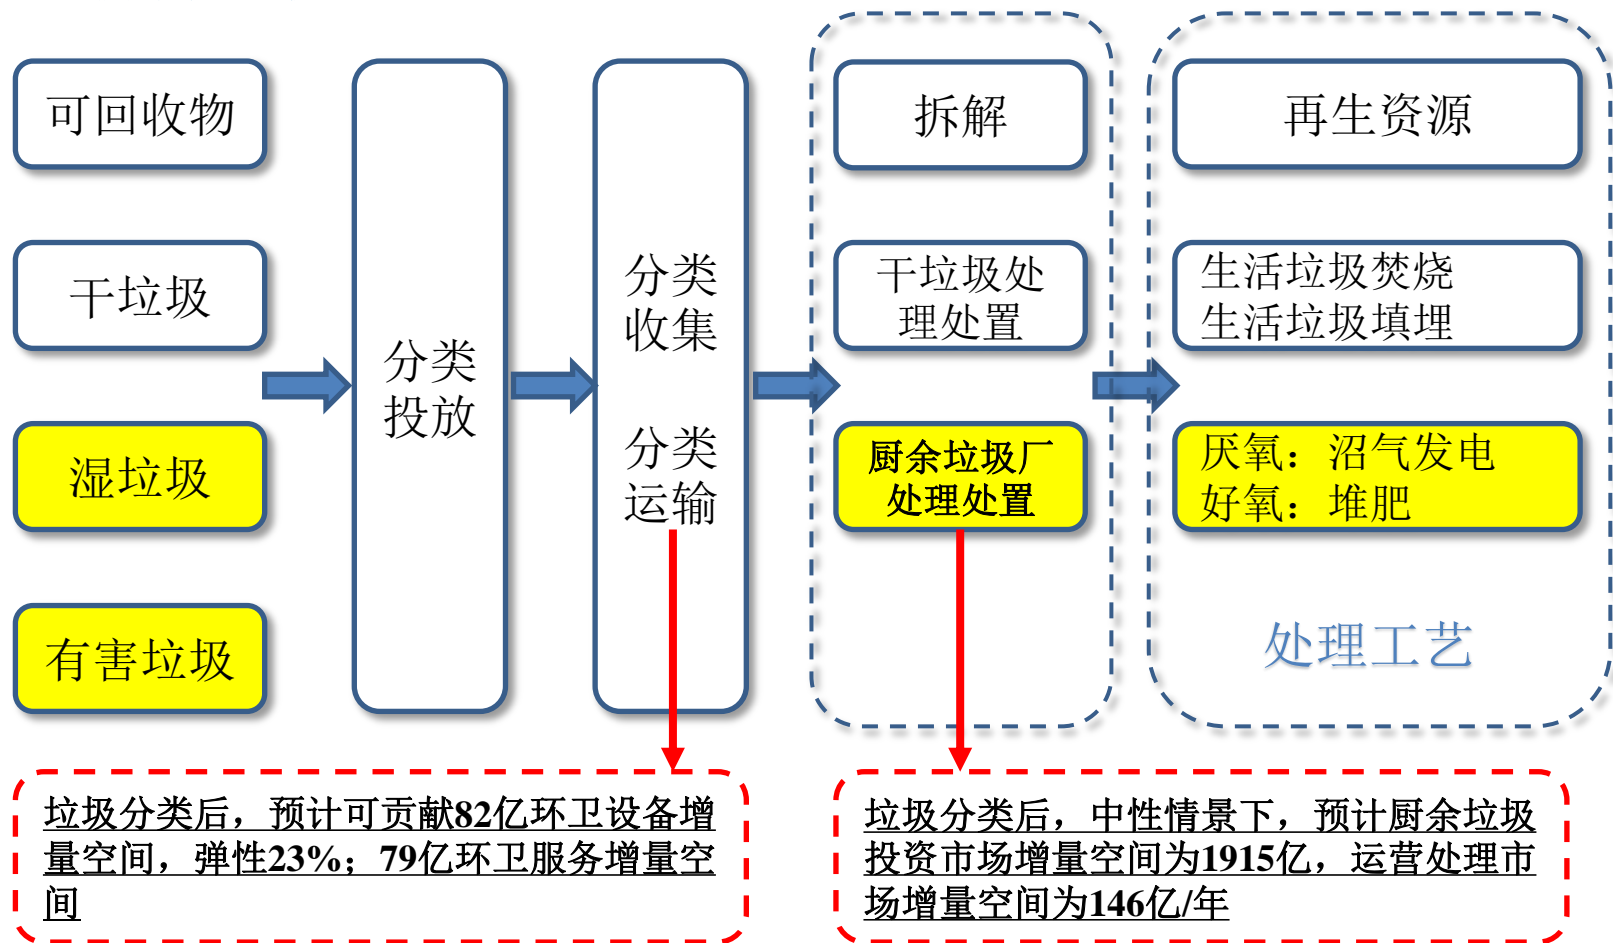 可回收物
干垃圾
湿垃圾
有害垃圾
分类
投放
分类
收集
分类
运输
拆解
干垃圾处
理处置
厨余垃圾厂
处理处置
再生资源
生活垃圾焚烧
生活垃圾填埋
厌氧：沼气发电
好氧：堆肥
处理工艺
垃圾分类后，预计可贡献82亿环卫设备增
量空间，弹性23%；79亿环卫服务增量空
间
垃圾分类后，中性情景下，预计厨余垃圾
投资市场增量空间为1915亿，运营处理市
场增量空间为146亿/年